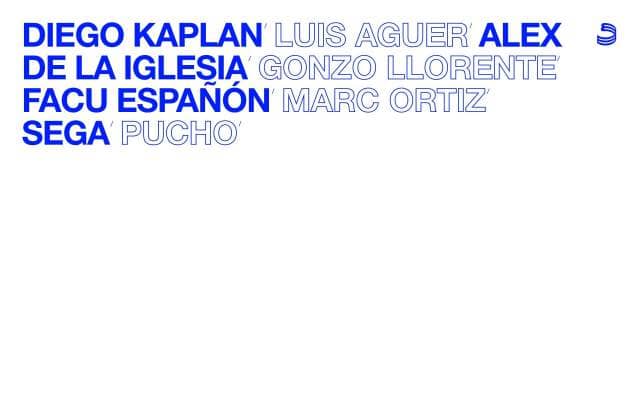 DIEGO KAPLAN′ LUIS AGUER′ ALEX
DE LA IGLESIA′ GONZO LLORENTE′
FACU ESPAÑÓN′ MARC ORTIZ′
SEGA′ PUCHO′